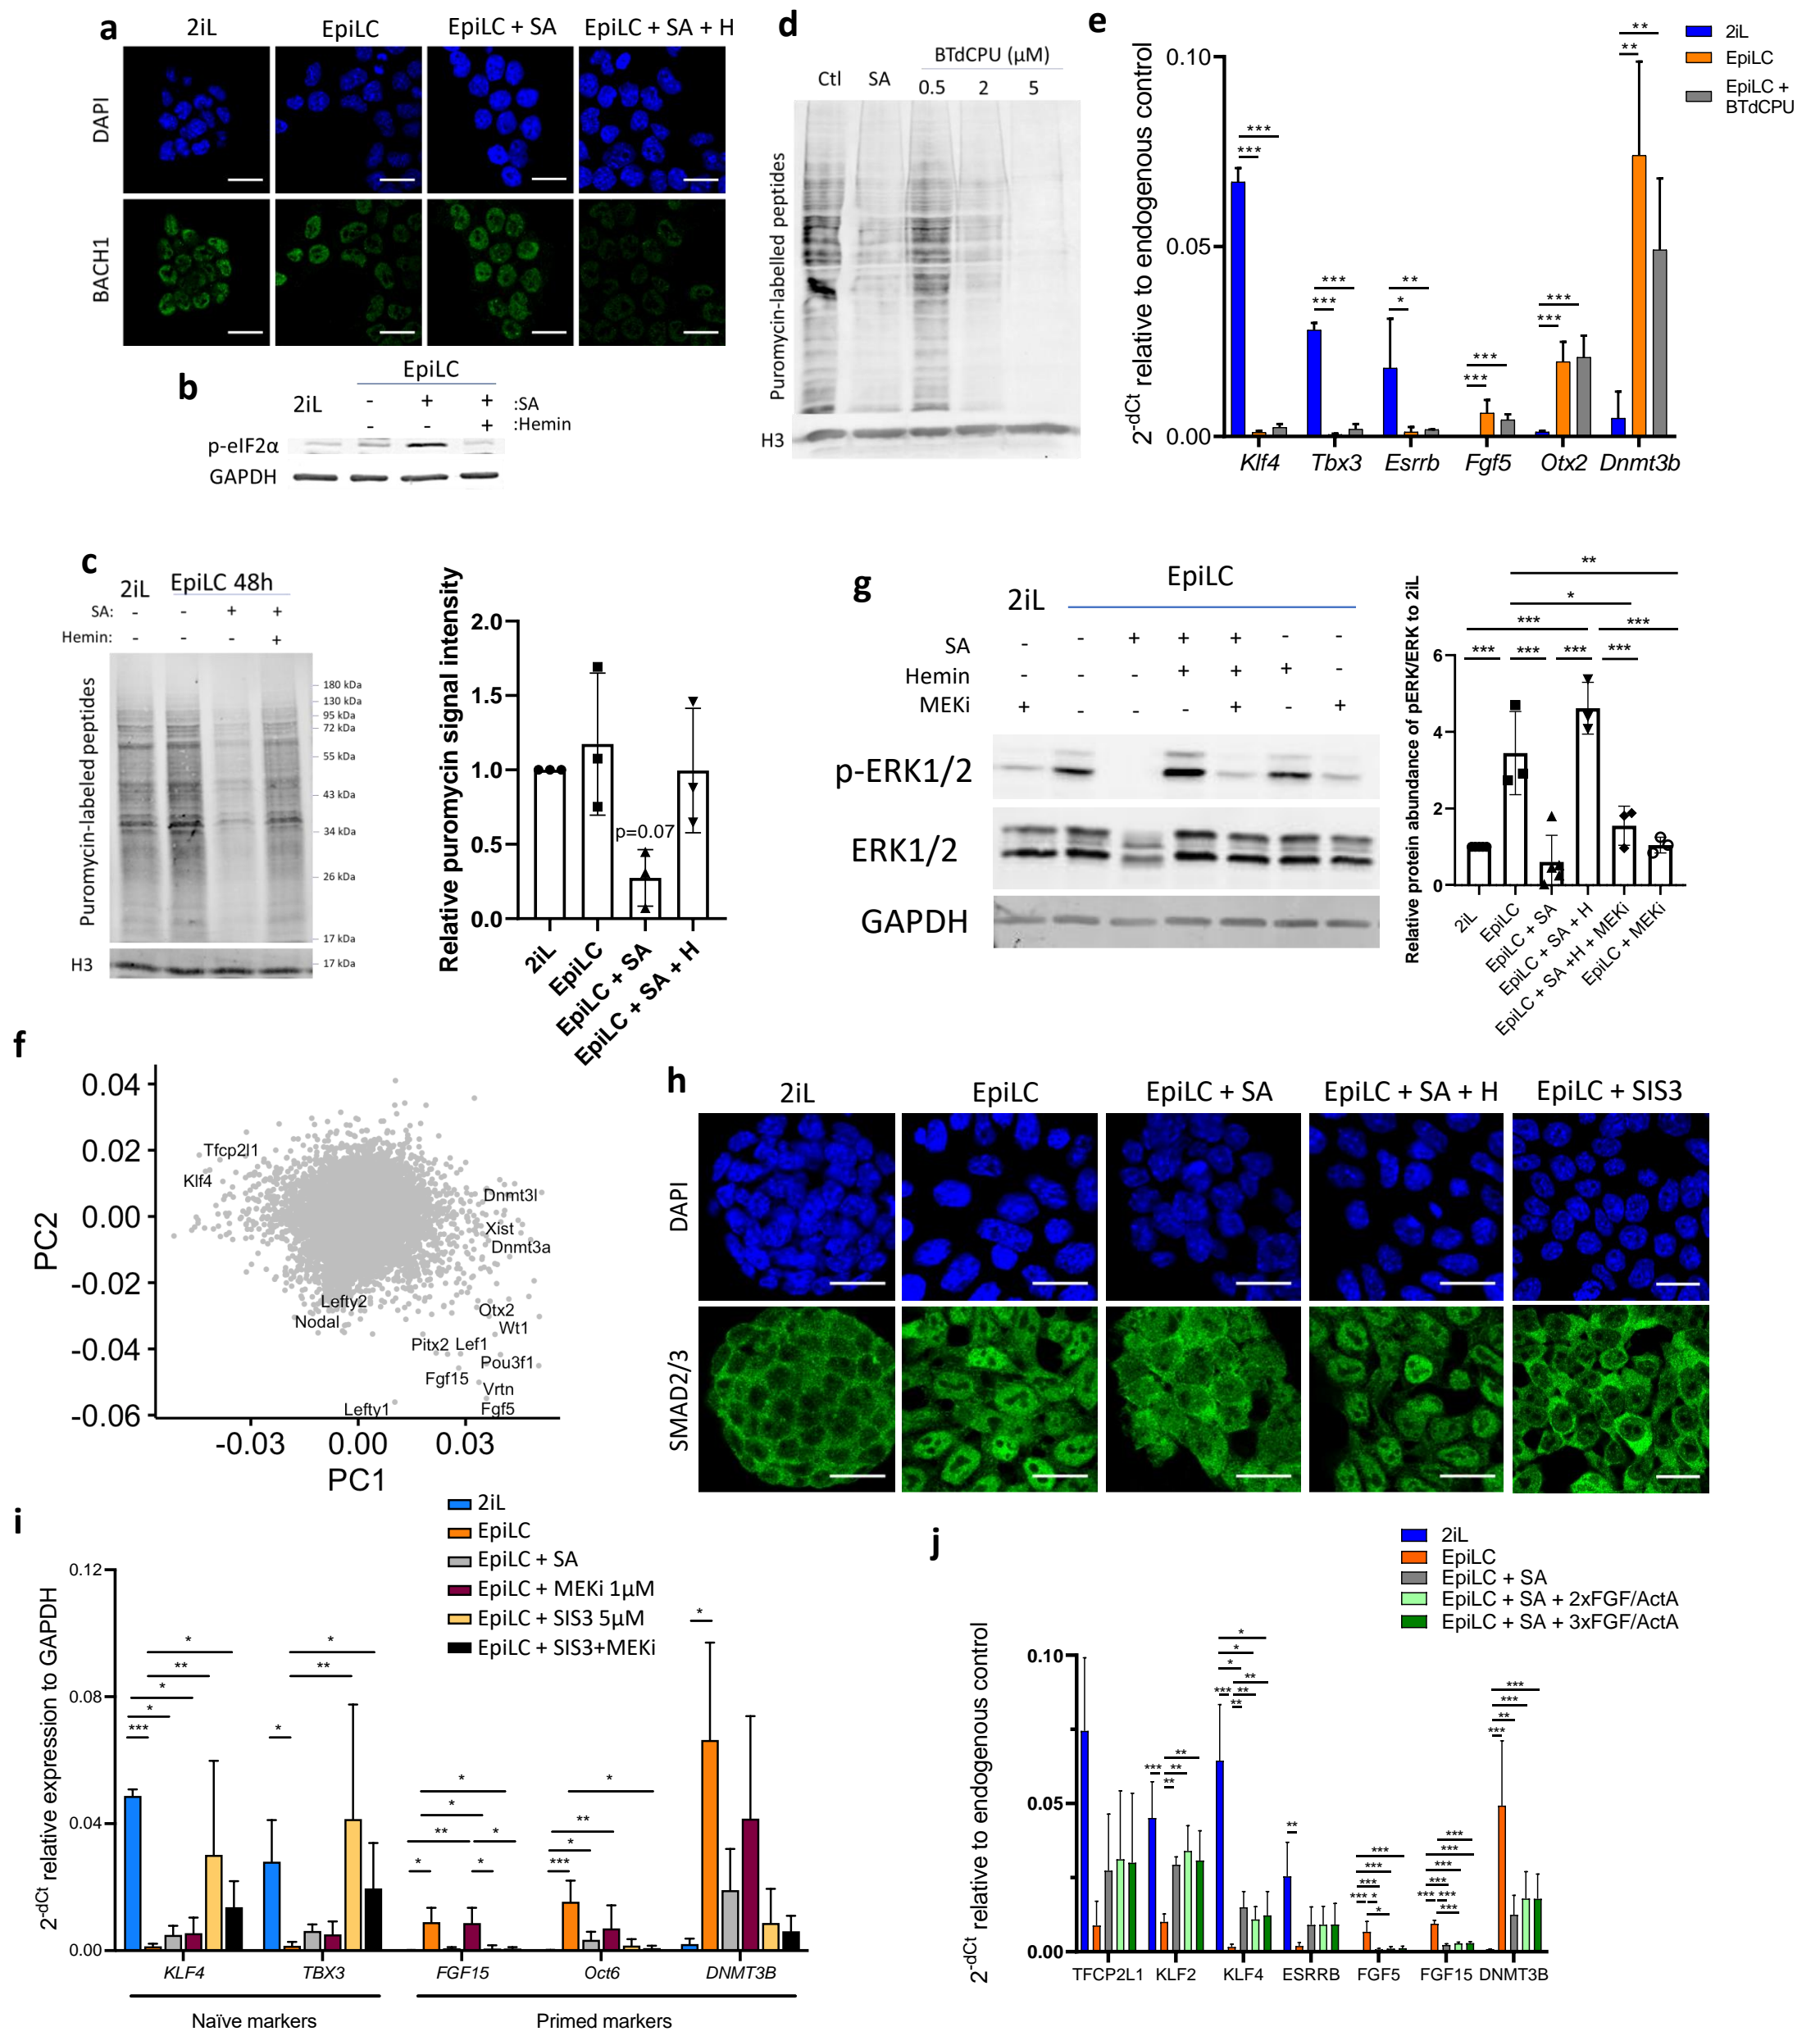 a
2iL
EpiLC
EpiLC + SA
EpiLC + SA + H
DAPI
BACH1
b
EpiLC
2iL
-
+
+
:SA
-
-
+
:Hemin
p-eIF2α
GAPDH
c
2iL
EpiLC 48h
SA:
-
-
+
+
Hemin:
-
-
-
+
Puromycin-labeled peptides
180 kDa
130 kDa
95 kDa
72 kDa
55 kDa
43 kDa
34 kDa
26 kDa
17 kDa
H3
17 kDa
Relative puromycin signal intensity
2.0
1.5
1.0
0.5
0.0
p=0.07
2iL
EpiLC
EpiLC + SA
EpiLC + SA + H
d
Ctl
SA
BTdCPU (µM)
0.5
2
5
Puromycin-labelled peptides
H3
e
2iL
EpiLC
EpiLC +
BTdCPU
2-dCt relative to endogenous control
0.10
0.05
0.00
***
***
***
***
**
*
***
***
***
***
**
**
Klf4
Tbx3
Esrrb
Fgf5
Otx2
Dnmt3b
f
PC2
0.04
0.02
0.00
-0.02
-0.04
-0.06
Tfcp2l1
Klf4
Dnmt3l
Xist
Dnmt3a
Lefty2
Nodal
Otx2
Wt1
Pitx2
Lef1
Pou3f1
Fgf15
Vrtn
Lefty1
Fgf5
-0.03
0.00
0.03
PC1
g
EpiLC
2iL
SA
-
-
+
+
+
-
-
Hemin
-
-
-
+
+
+
-
MEKi
+
-
-
-
+
-
+
p-ERK1/2
ERK1/2
GAPDH
Relative protein abundance of pERK/ERK to 2iL
6
4
2
0
**
*
***
***
***
***
***
***
2iL
EpiLC
EpiLC + SA
EpiLC + SA + H
EpiLC + SA +H + MEKi
EpiLC + MEKi
h
2iL
EpiLC
EpiLC + SA
EpiLC + SA + H
EpiLC + SIS3
DAPI
SMAD2/3
i
2iL
EpiLC
EpiLC + SA
EpiLC + MEKi 1µM
EpiLC + SIS3 5µM
EpiLC + SIS3+MEKi
2-dCt relative expression to GAPDH
0.12
0.08
0.04
0.00
*
**
*
*
***
*
**
*
*
*
**
*
*
*
*
**
*
***
*
KLF4
TBX3
FGF15
Oct6
DNMT3B
Naïve markers
Primed markers
j
2iL
EpiLC
EpiLC + SA
EpiLC + SA + 2xFGF/ActA
EpiLC + SA + 3xFGF/ActA
2-dCt relative to endogenous control
0.10
0.05
0.00
**
***
**
**
*
*
*
**
***
**
**
**
***
***
***
***
*
*
***
***
***
***
***
***
***
***
***
**
***
TFCP2L1
KLF2
KLF4
ESRRB
FGF5
FGF15
DNMT3B